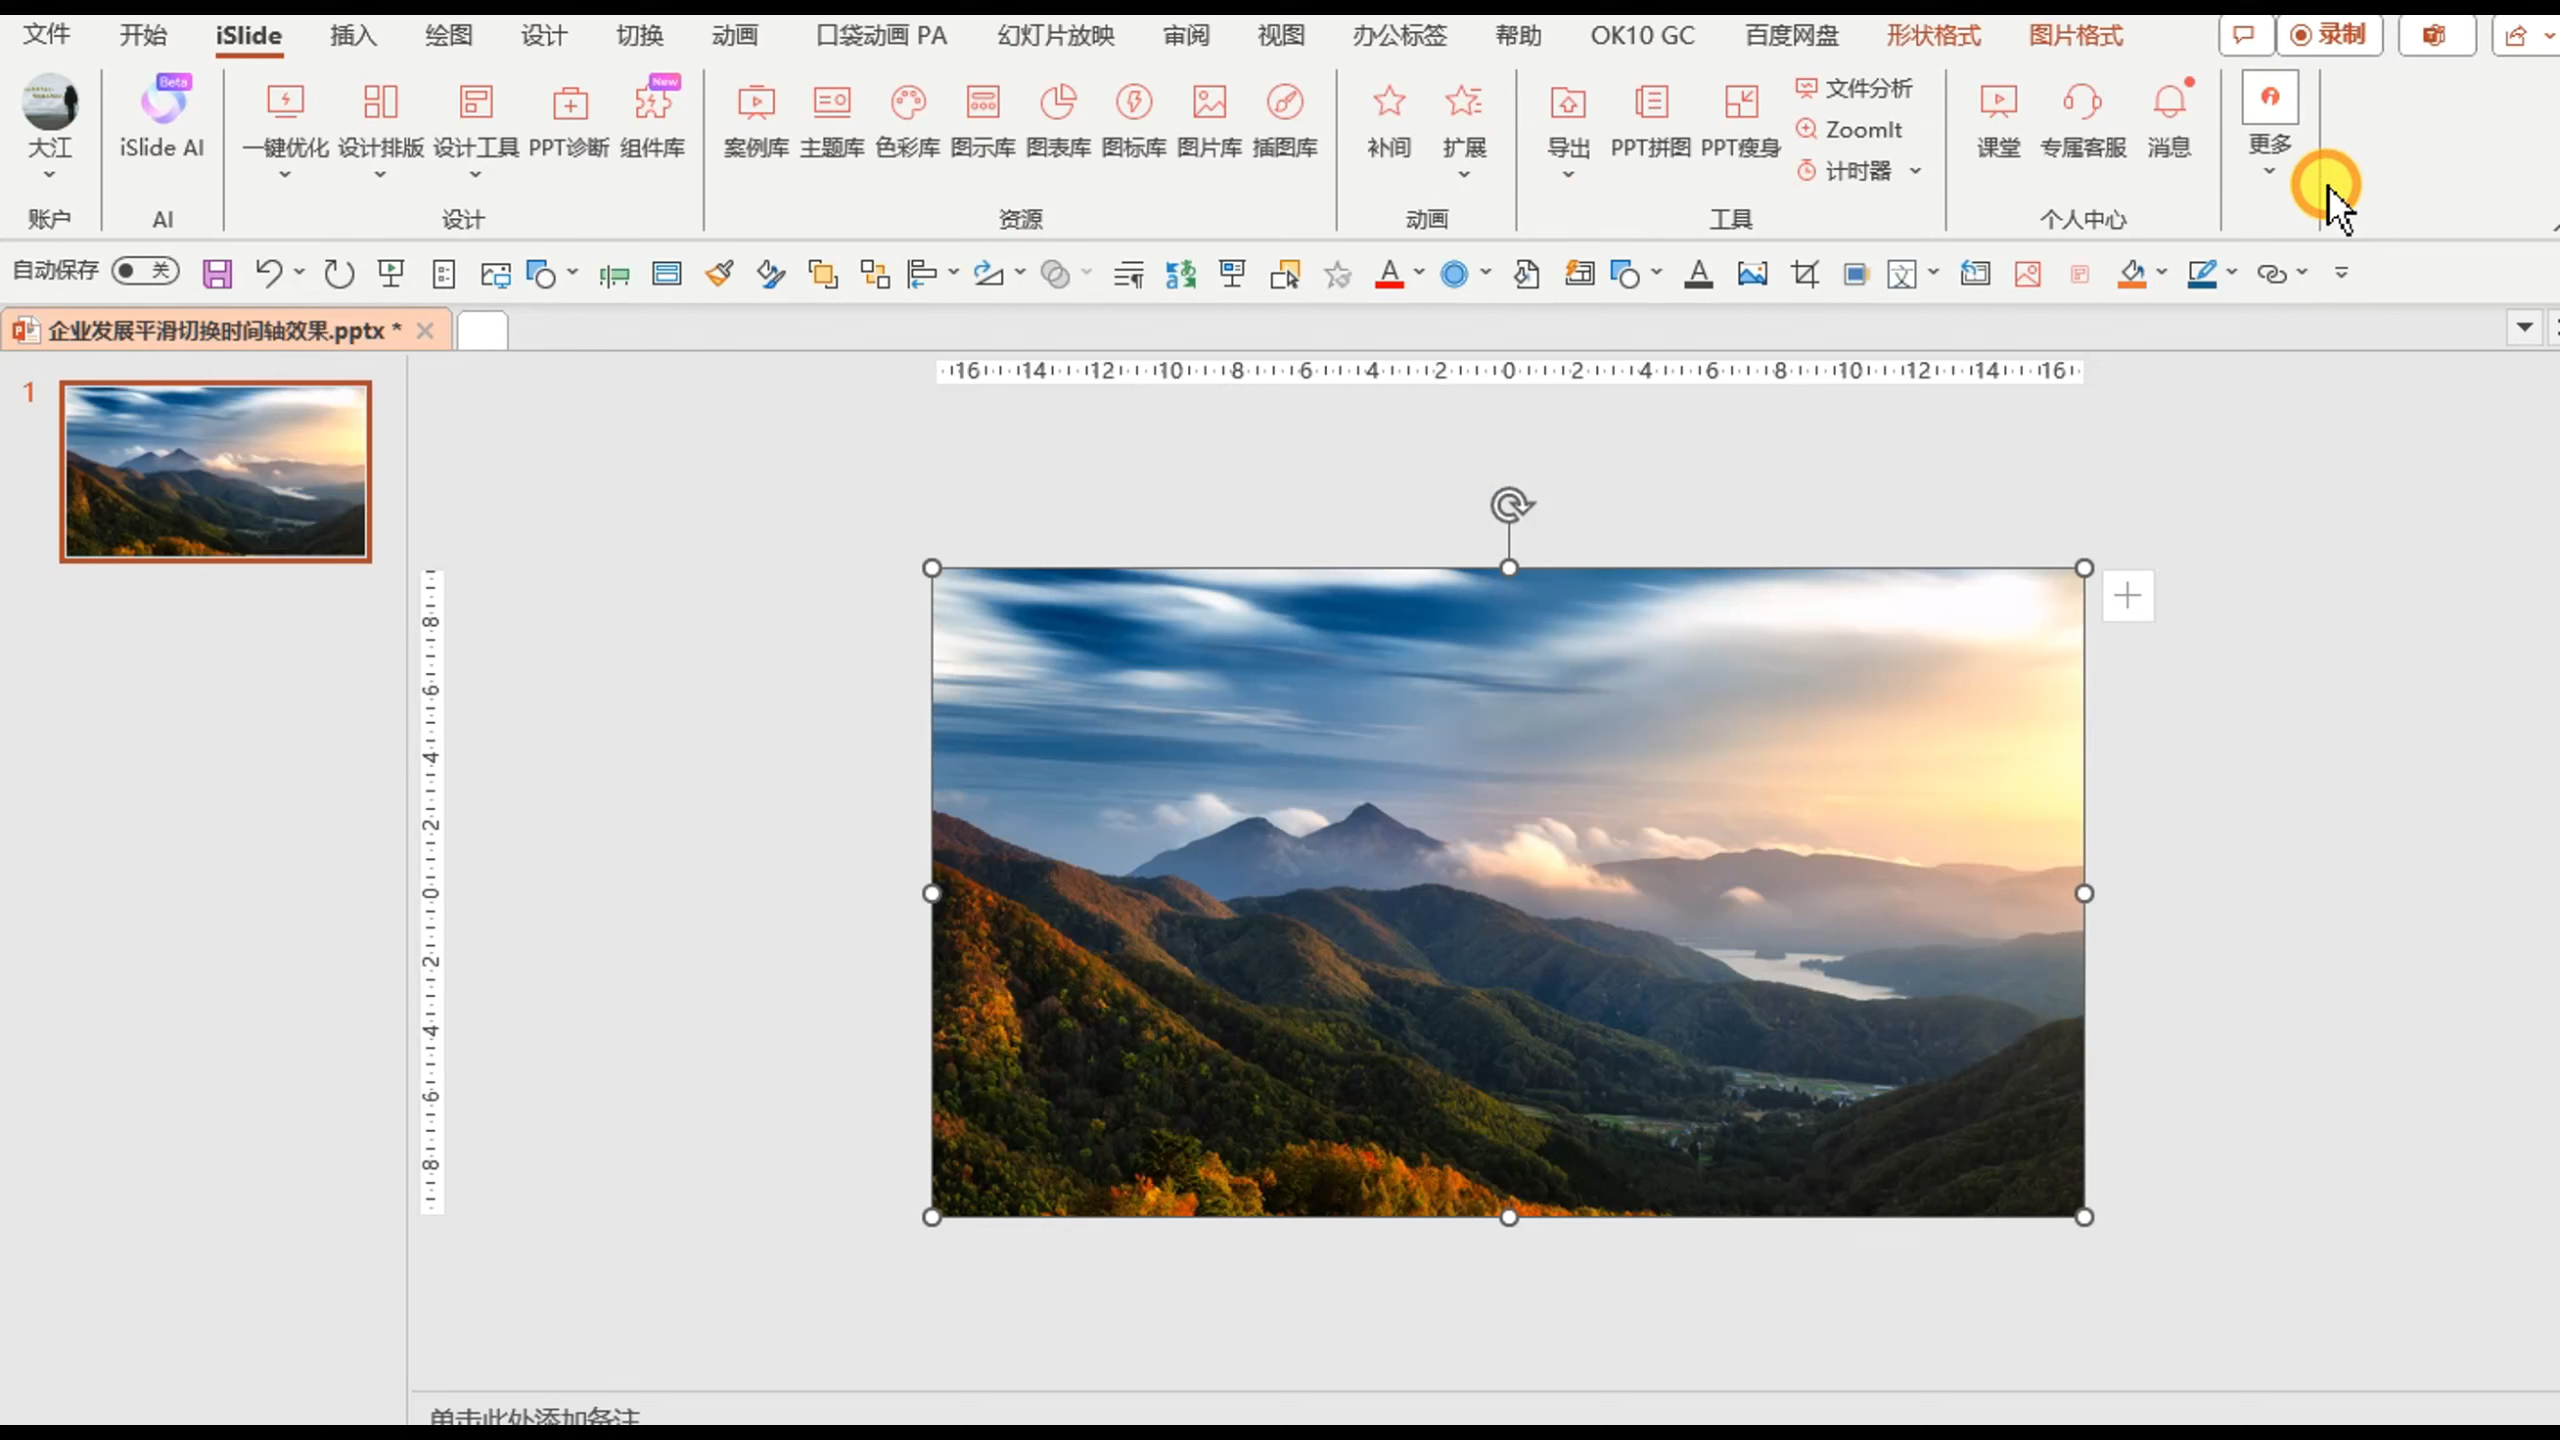 文件 开始 iSlide 插入 绘图 设计 切换 动画 口袋动画 PA 幻灯片放映 审阅 视图 办公标签 帮助 OK10 GC 百度网盘 形状格式 图片格式 录制
Beta New
大江 iSlide AI 一键优化 设计排版 设计工具 PPT诊断 组件库 案例库 主题库 色彩库 图示库 图表库 图标库 图片库 插图库 补间 扩展 导出 PPT拼图 PPT瘦身 文件分析 课堂 专属客服 消息 更多
ZoomIt
计时器
账户 AI 设计 资源 动画 工具 个人中心
自动保存 关
企业发展平滑切换时间轴效果.pptx *
16 14 12 10 8 6 4 2 0 2 4 6 8 10 12 14 16
1
8
6
4
2
0
2
4
6
8
单击此处添加备注